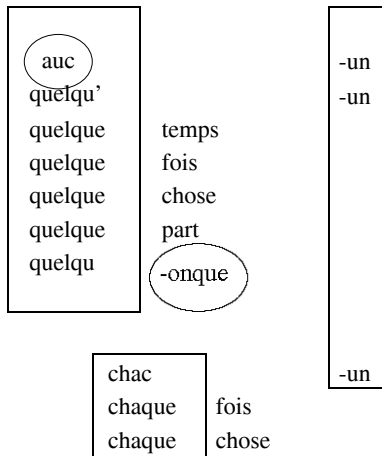 auc -un
quelqu' -un
quelque temps
quelque fois
quelque chose
quelque part
quelqu -onque
chac -un
chaque fois
chaque chose